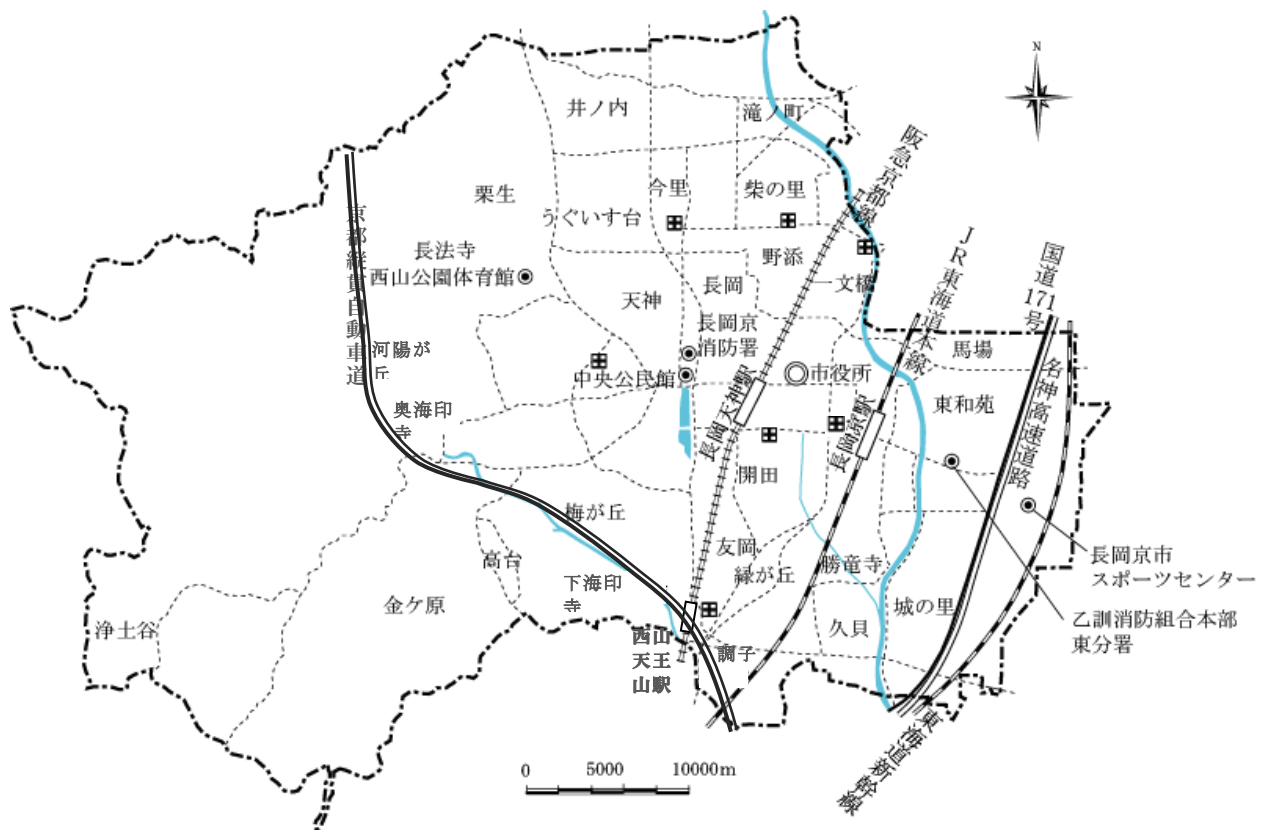 N
井ノ内
滝ノ町
阪急京都線
栗生
今里
柴の里
うぐいす台
京都縦貫自動車道
長法寺
西山公園体育館
野添
JR東海道本線
国道171号
天神
長岡
一文橋
長岡京
消防署
河陽が
丘
馬場
中央公民館
市役所
名神高速道路
長岡天神駅
長岡京駅
東和苑
奥海印
寺
開田
梅が丘
友岡
緑が丘
勝竜寺
長岡京市
スポーツセンター
高台
下海印
寺
金ケ原
城の里
乙訓消防組合本部
東分署
浄土谷
久貝
西山
天王
山駅
調子
東海道新幹線
0 5000 10000m